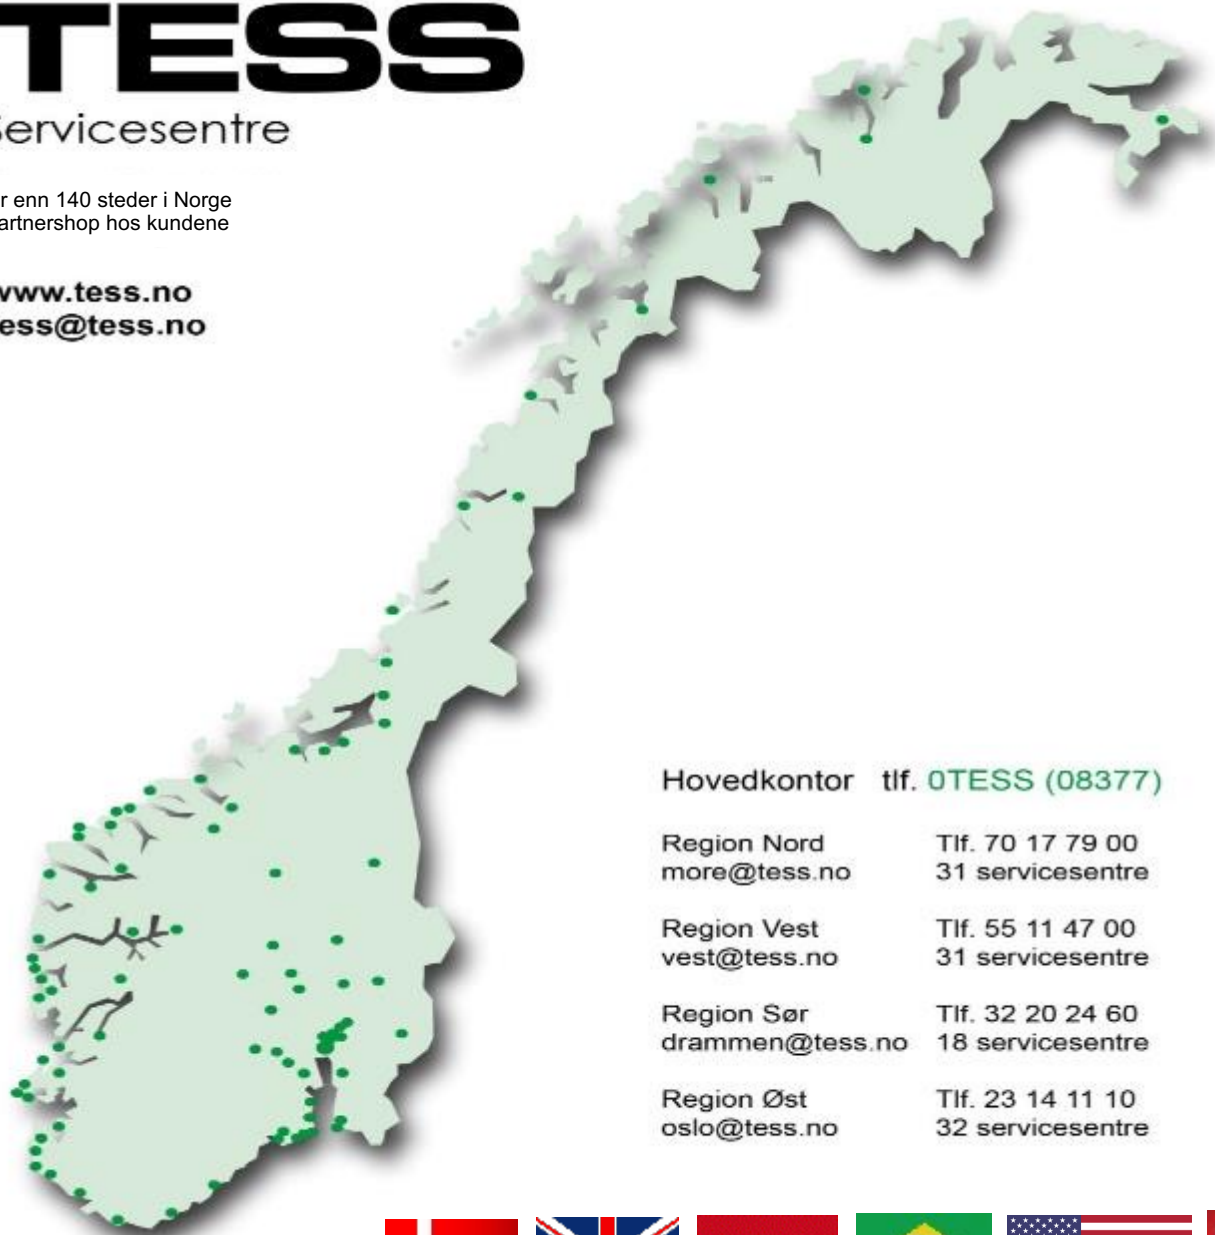 TESS
Servicesentre
r enn 140 steder i Norge
artnershop hos kundene
www.tess.no
ess@tess.no
Hovedkontor tlf. 0TESS (08377)
Region Nord Tlf. 70 17 79 00
more@tess.no 31 servicesentre
Region Vest Tlf. 55 11 47 00
vest@tess.no 31 servicesentre
Region Sør Tlf. 32 20 24 60
drammen@tess.no 18 servicesentre
Region Øst Tlf. 23 14 11 10
oslo@tess.no 32 servicesentre